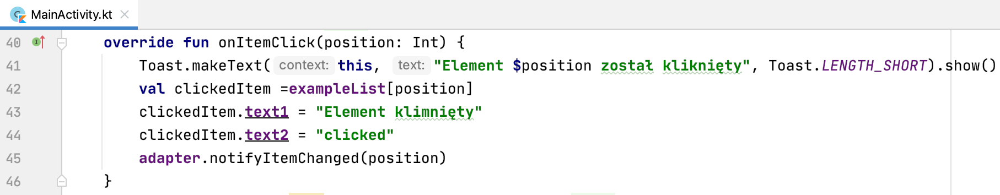 MainActivity.kt
40 override fun onItemClick(position: Int) {
41 Toast.makeText( context: this, text: "Element $position został kliknięty", Toast.LENGTH_SHORT).show()
42 val clickedItem =exampleList[position]
43 clickedItem.text1 = "Element klimnięty"
44 clickedItem.text2 = "clicked"
45 adapter.notifyItemChanged(position)
46 }